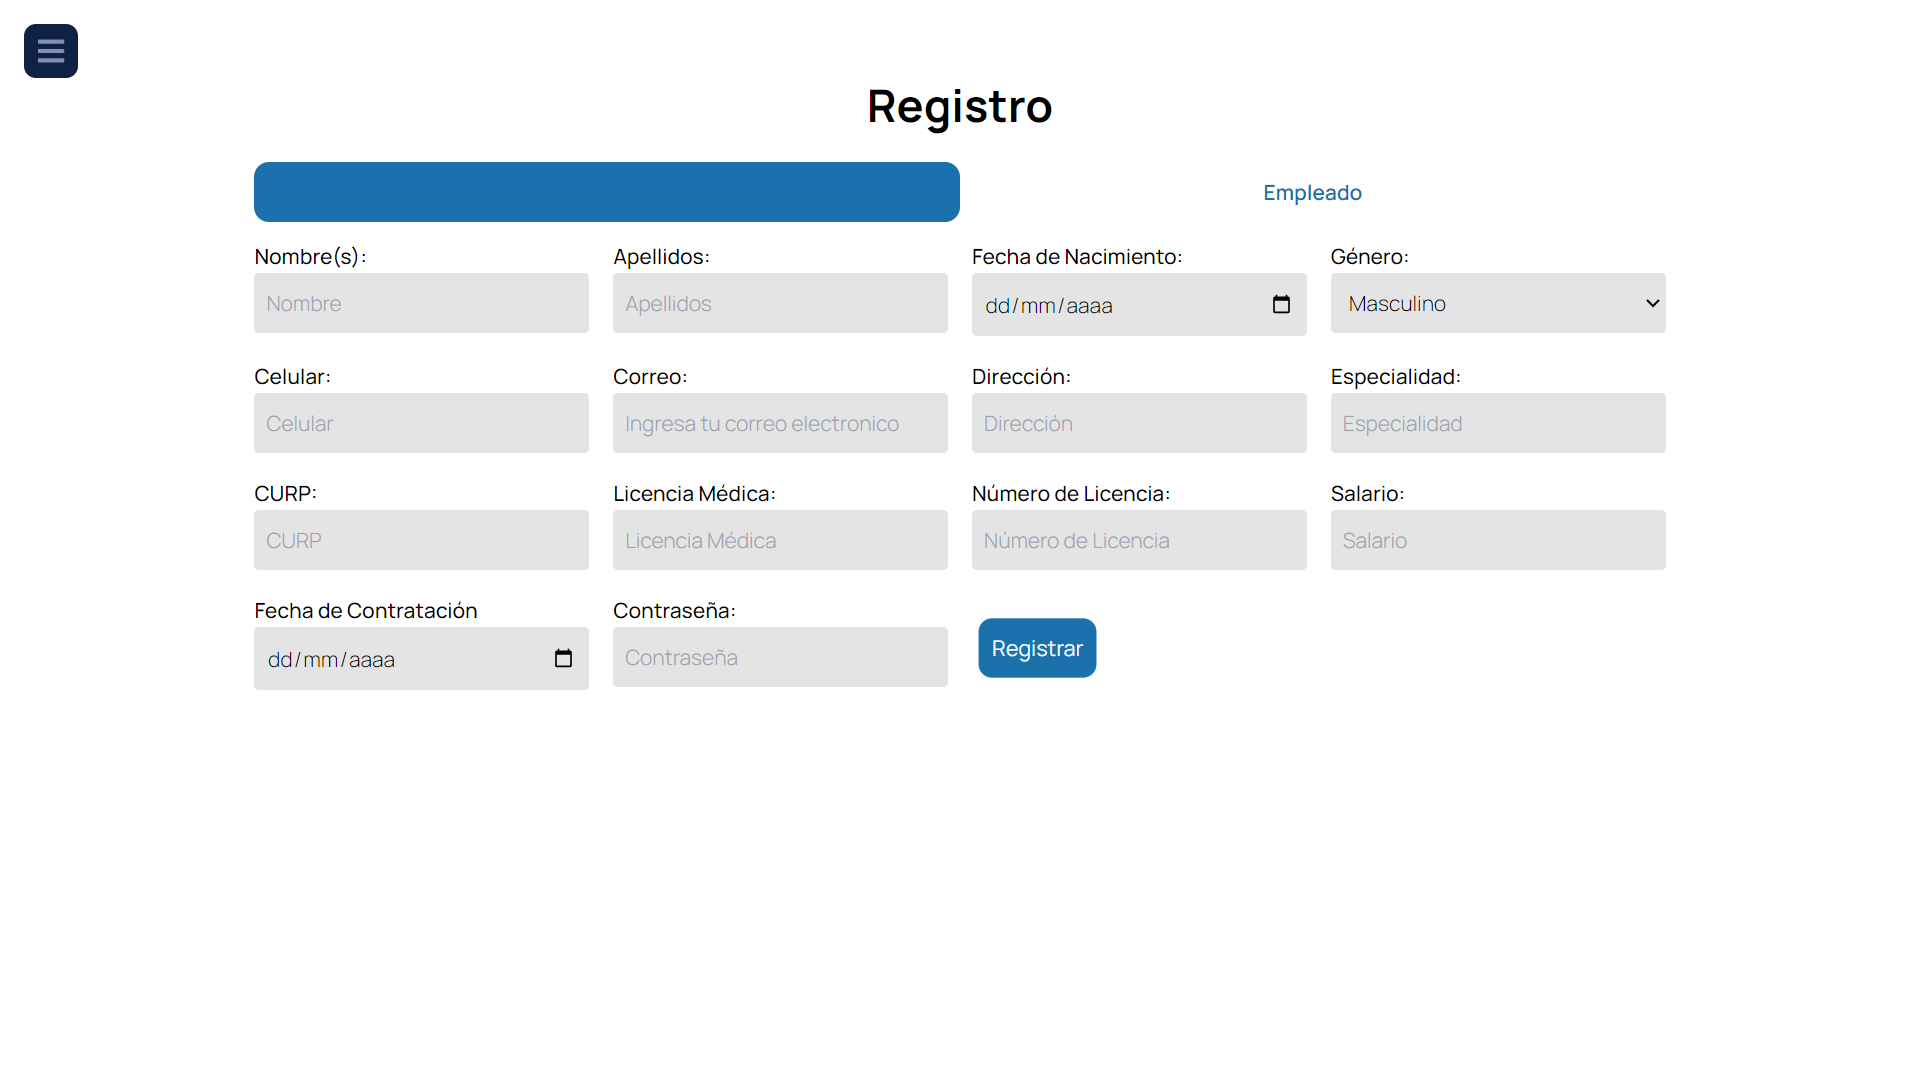 Registro
Empleado
Nombre(s): Apellidos: Fecha de Nacimiento: Género:
Nombre Apellidos dd/mm/aaaa Masculino
Celular: Correo: Dirección: Especialidad:
Celular Ingresa tu correo electronico Dirección Especialidad
CURP: Licencia Médica: Número de Licencia: Salario:
CURP Licencia Médica Número de Licencia Salario
Fecha de Contratación Contraseña:
dd/mm/aaaa Contraseña Registrar